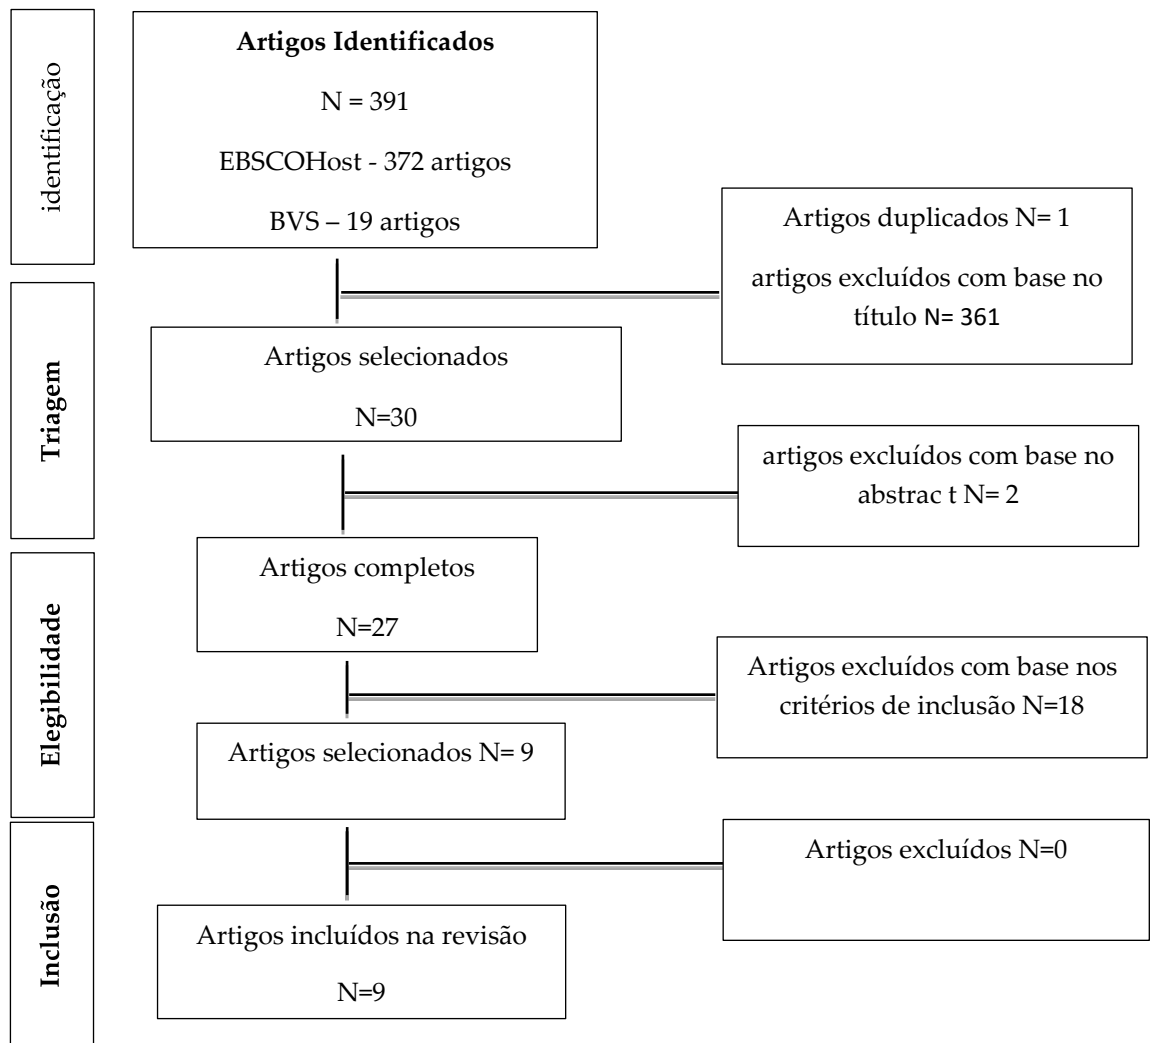 identificação
Artigos Identificados
N = 391
EBSCOHost - 372 artigos
BVS – 19 artigos
Artigos duplicados N= 1
artigos excluídos com base no
título N= 361
Triagem
Artigos selecionados
N=30
artigos excluídos com base no
abstrac t N= 2
Elegibilidade
Artigos completos
N=27
Artigos excluídos com base nos
critérios de inclusão N=18
Artigos selecionados N= 9
Inclusão
Artigos excluídos N=0
Artigos incluídos na revisão
N=9